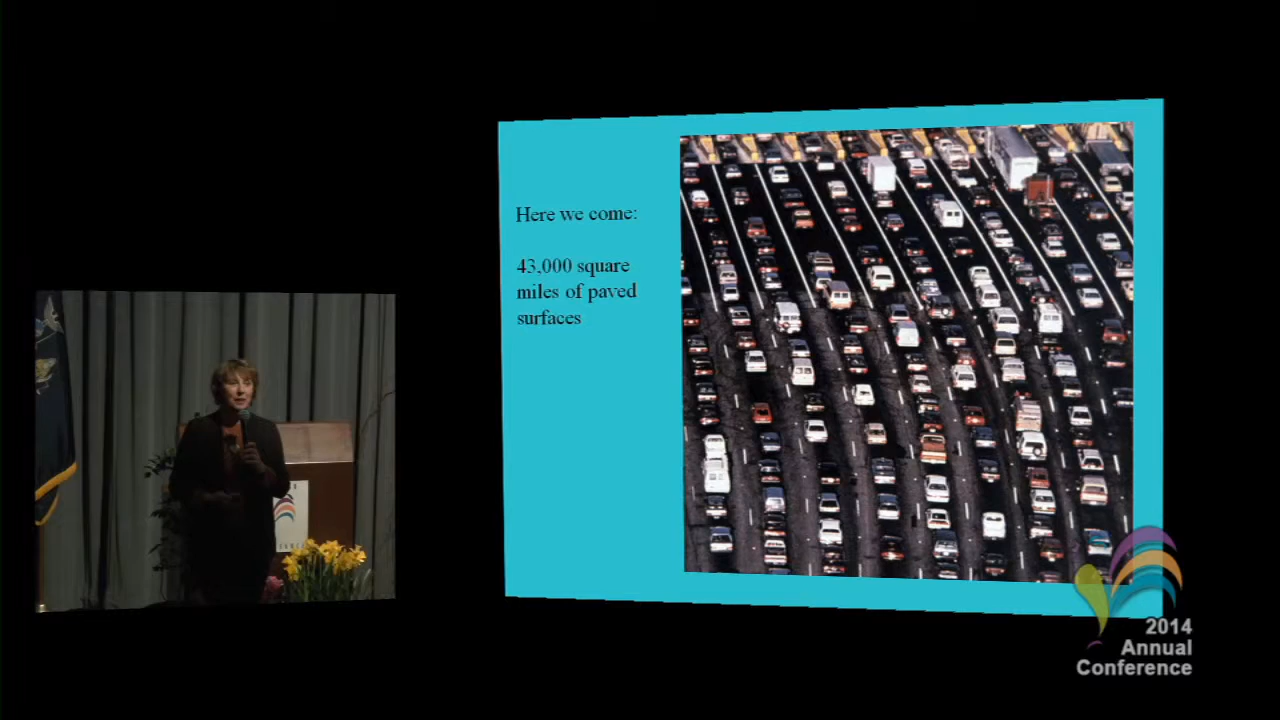 Here we come:
43.000 square
miles of paved
surfaces
2014
Annual
Conference